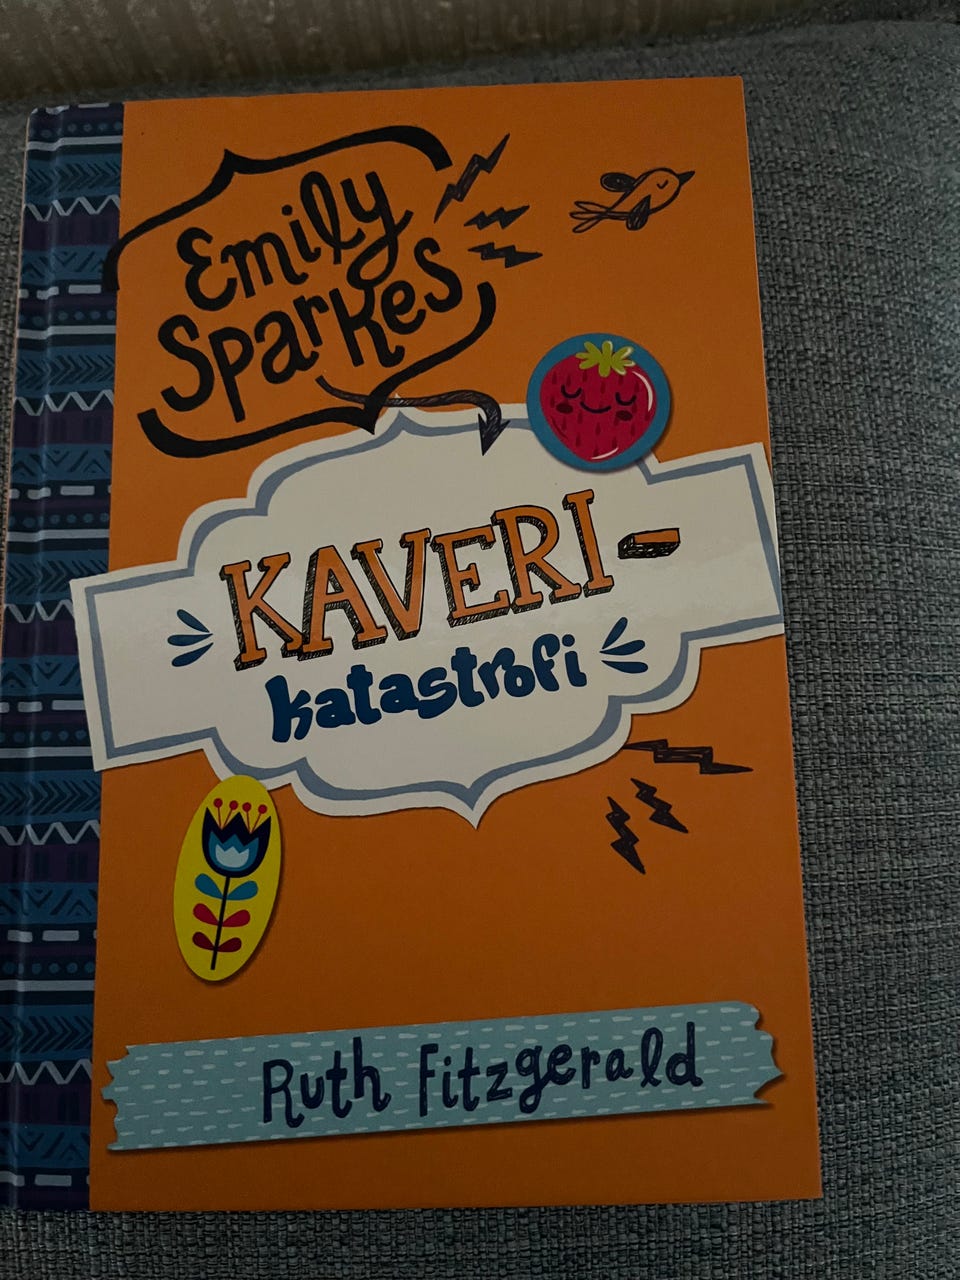 Emily
Sparkes
KAVERI-
katastrofi
Ruth Fitzgerald